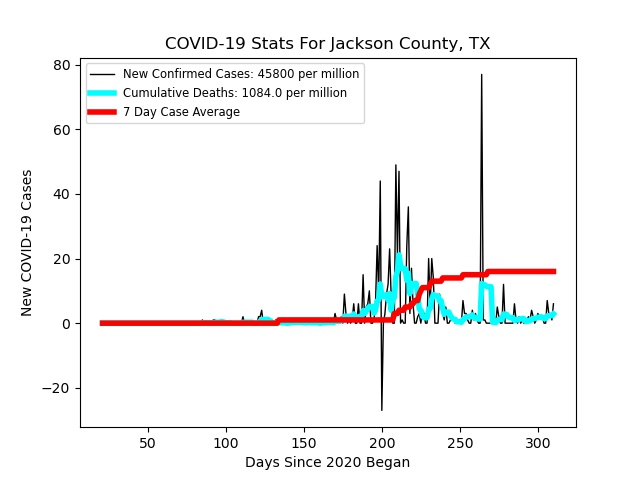 COVID-19 Stats For Jackson County, TX
New Confirmed Cases: 45800 per million
Cumulative Deaths: 1084.0 per million
7 Day Case Average
80
60
40
20
0
−20
New COVID-19 Cases
50 100 150 200 250 300
Days Since 2020 Began